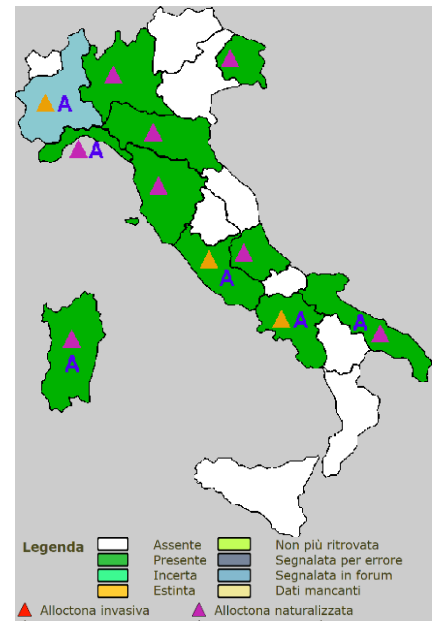 A
A
A
A
A
A
Legenda
Assente
Non più ritrovata
Presente
Segnalata per errore
Incerta
Segnalata in forum
Estinta
Dati mancanti
Alloctona invasiva
Alloctona naturalizzata